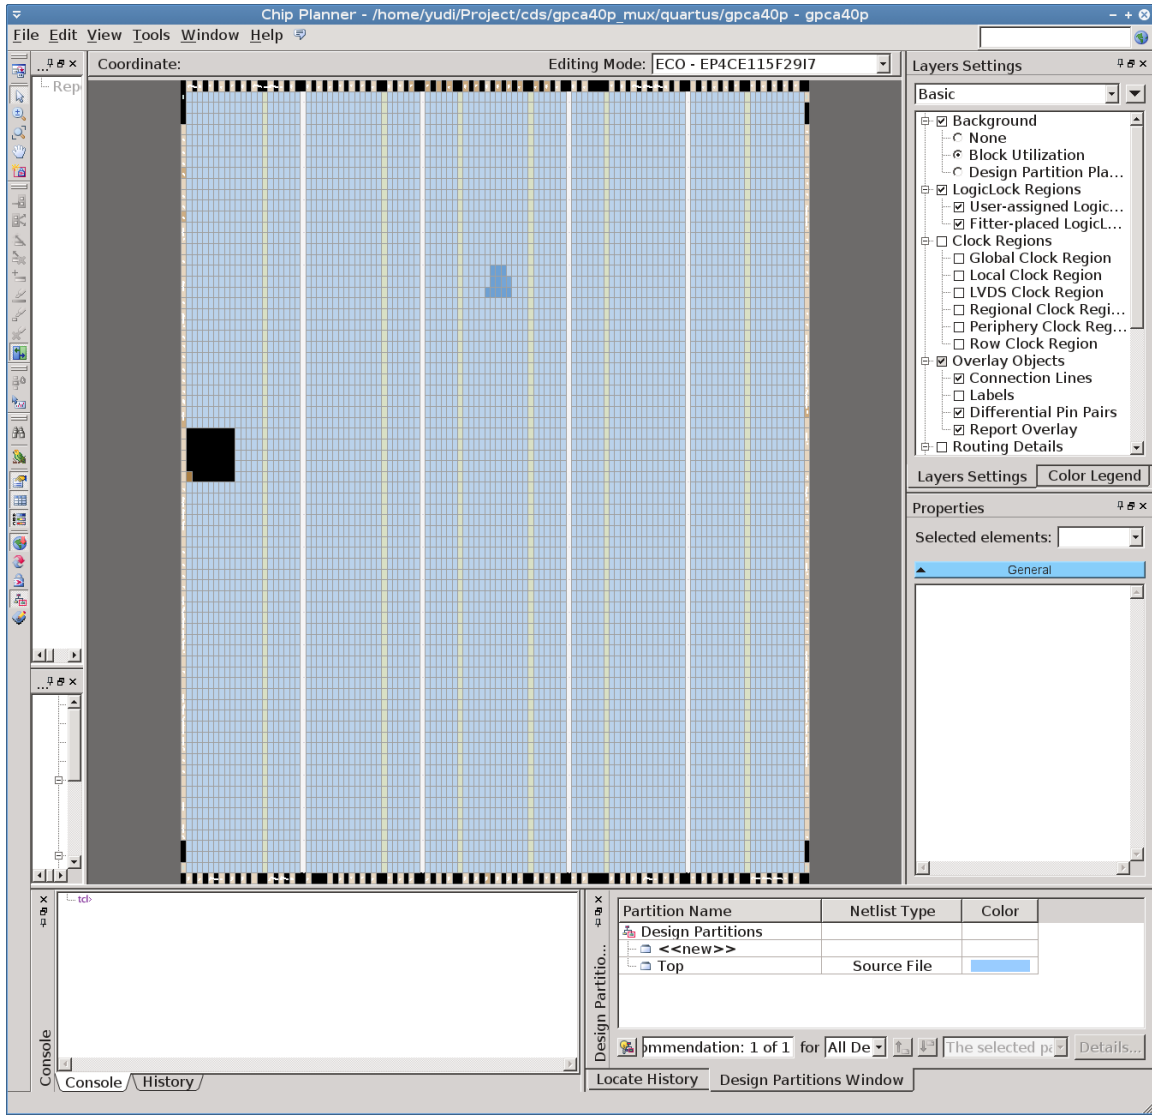 Chip Planner - /home/yudi/Project/cds/gpca40p_mux/quartus/gpca40p - gpca40p
File Edit View Tools Window Help
...
Rep
Coordinate:
Editing Mode: ECO - EP4CE115F29I7
Layers Settings
Basic
Background
None
Block Utilization
Design Partition Pla...
LogicLock Regions
User-assigned Logic...
Fitter-placed LogicL...
Clock Regions
Global Clock Region
Local Clock Region
LVDS Clock Region
Regional Clock Regi...
Periphery Clock Reg...
Row Clock Region
Overlay Objects
Connection Lines
Labels
Differential Pin Pairs
Report Overlay
Routing Details
Layers Settings Color Legend
Properties
Selected elements:
General
...
tcl>
Console
Console History
Design Partitio...
Partition Name Netlist Type Color
Design Partitions
<<new>>
Top Source File
ommendation: 1 of 1 for All De The selected pa Details...
Locate History Design Partitions Window